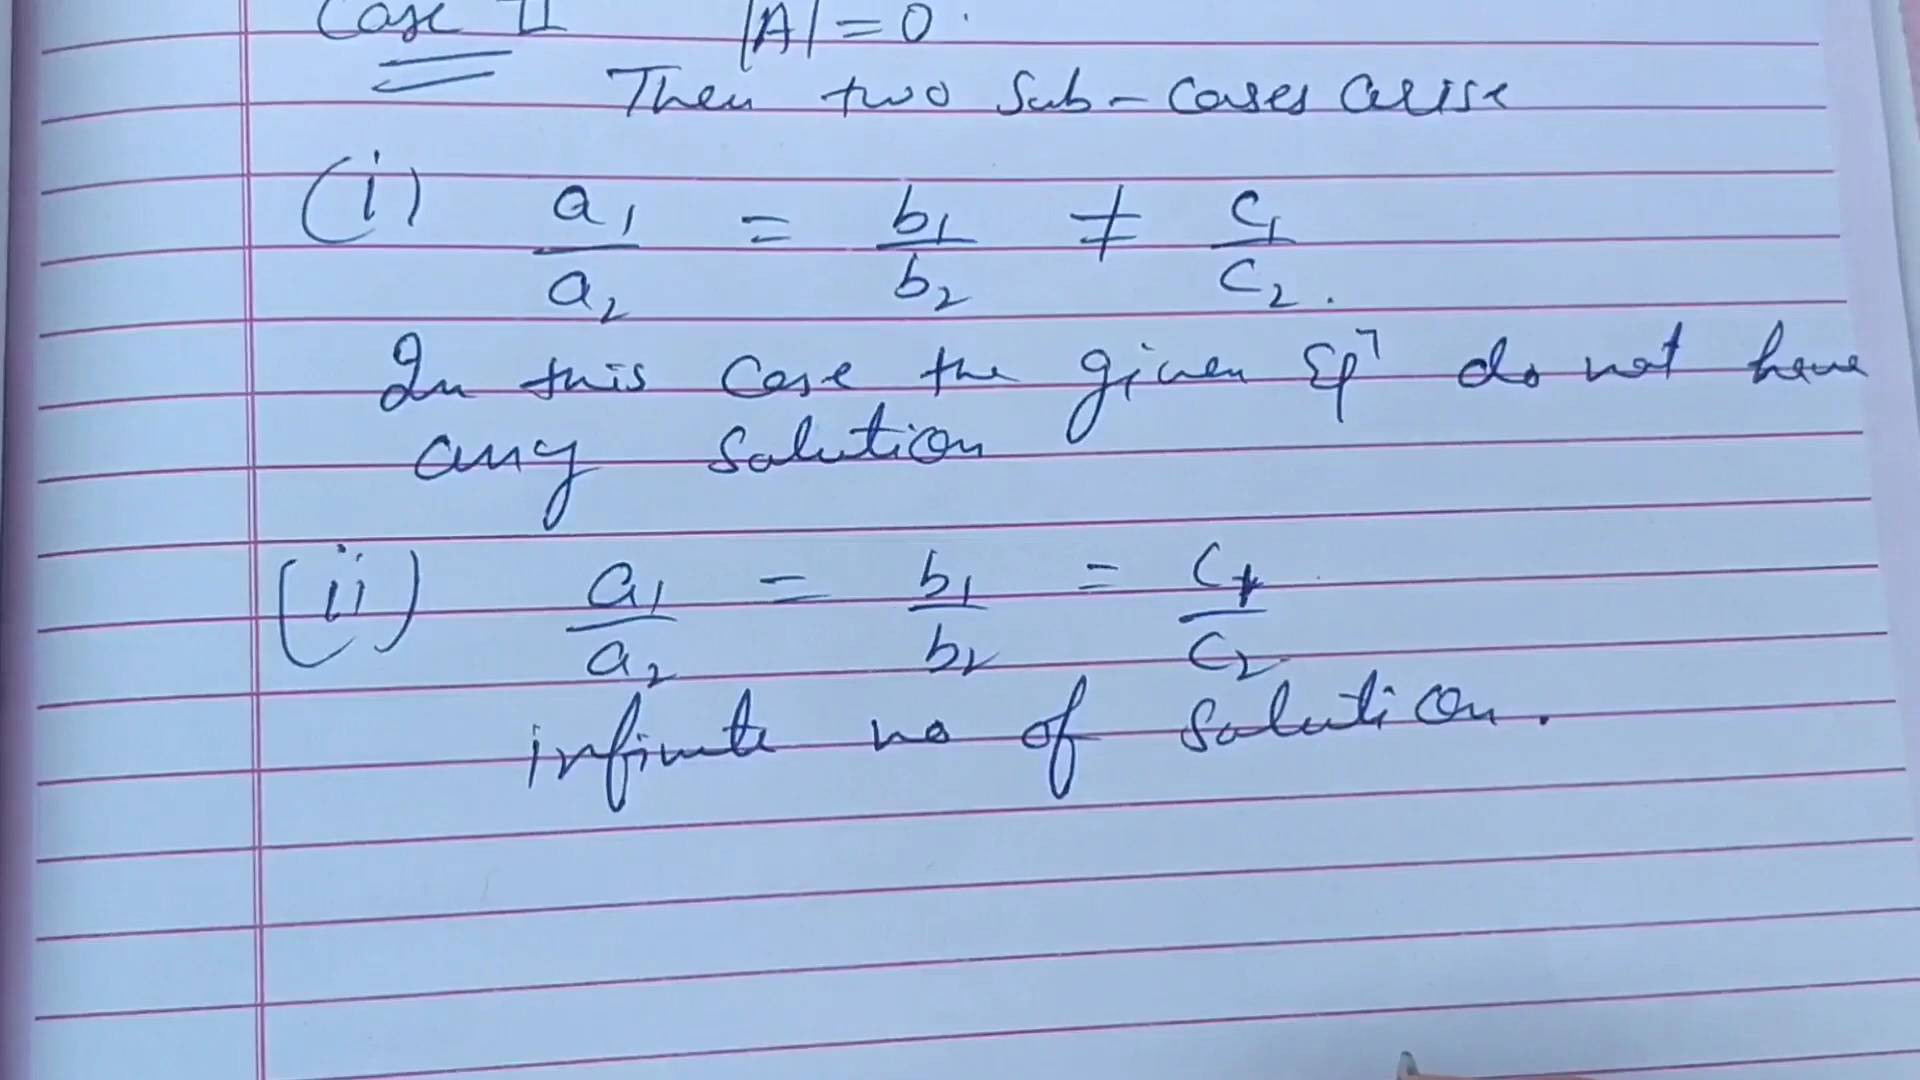 Case II |A| = 0.
Then two Sub-cases arise
(i) a₁/a₂ = b₁/b₂ ≠ c₁/c₂.
In this case the given Eqⁿ do not have
any solution
(ii) a₁/a₂ = b₁/b₂ = c₁/c₂
infinite no of solution.